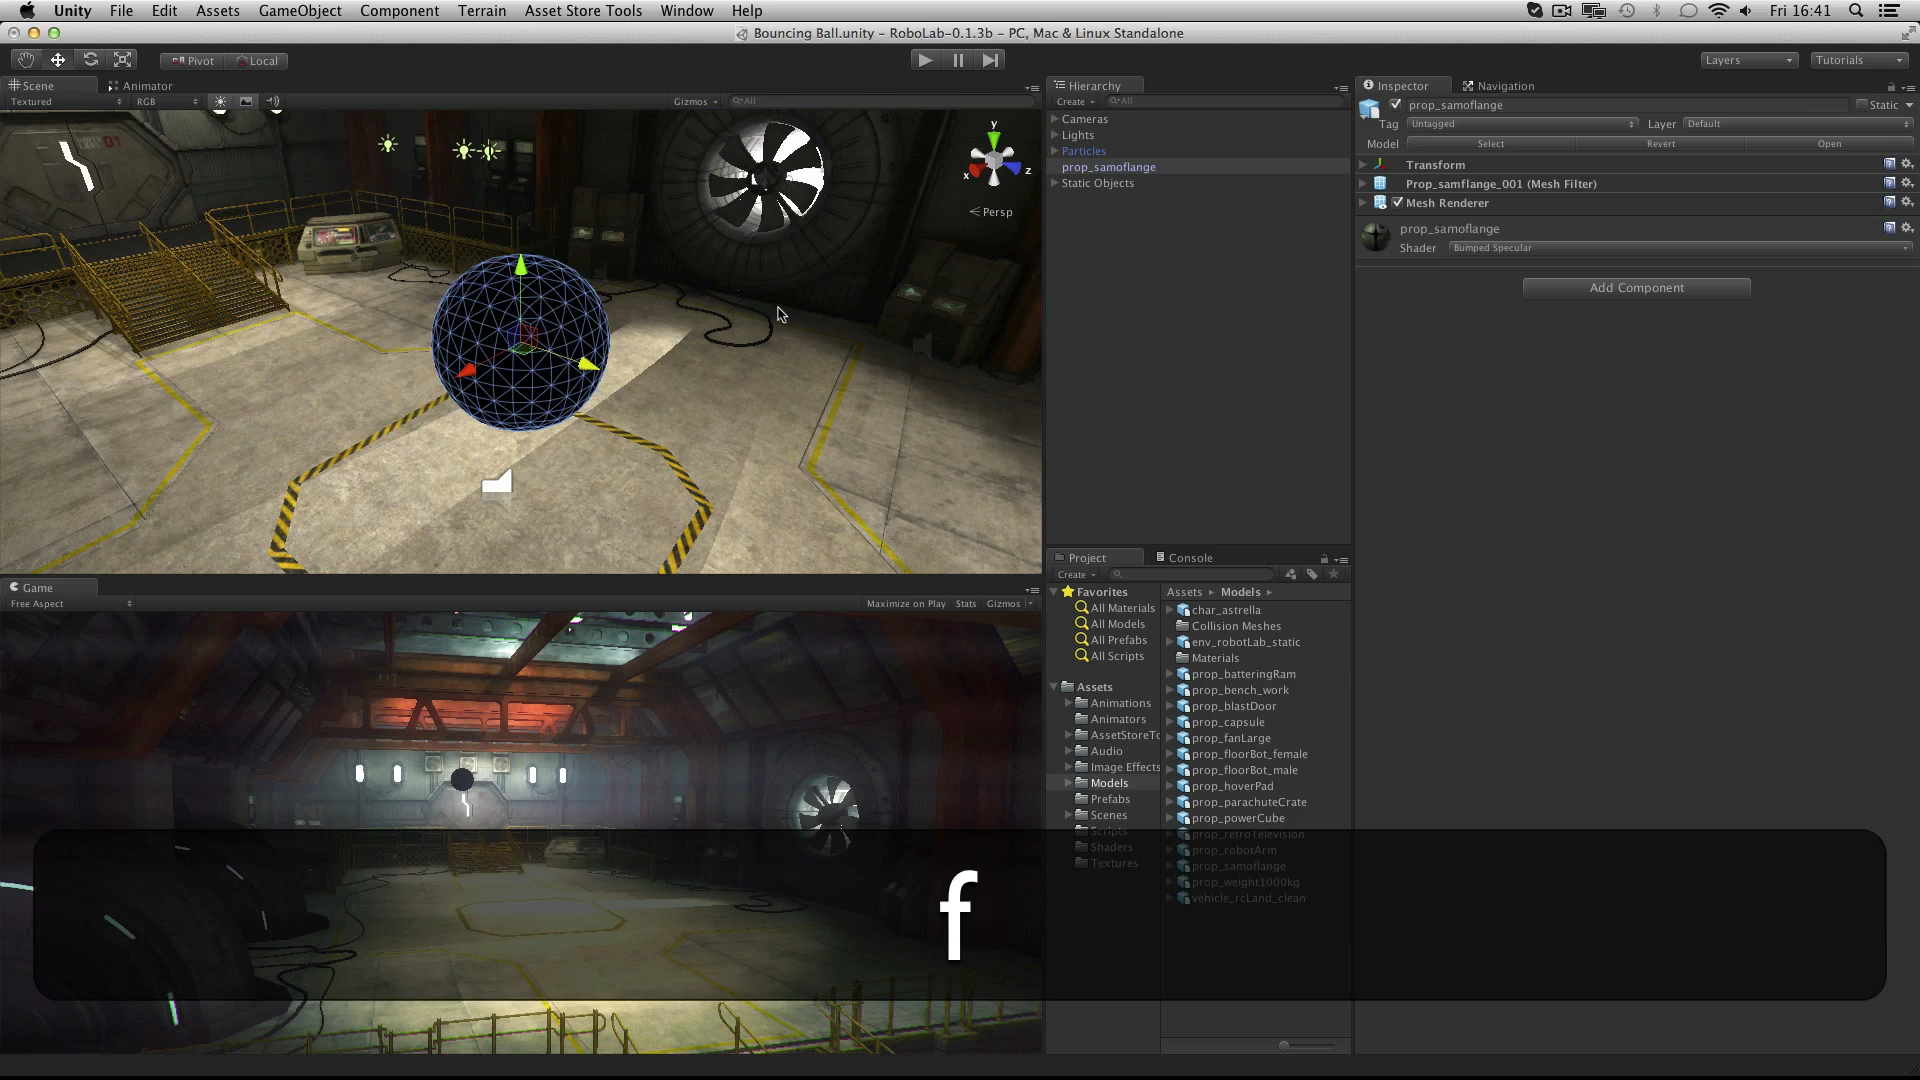 Unity File Edit Assets GameObject Component Terrain Asset Store Tools Window Help Fri 16:41
Bouncing Ball.unity - RoboLab-0.1.3b - PC, Mac & Linux Standalone
Pivot Local Layers Tutorials
Scene Animator
Textured RGB Gizmos All
01
y
x
z
Persp
Hierarchy
Create All
Cameras
Lights
Particles
prop_samoflange
Static Objects
Inspector Navigation
prop_samoflange Static
Tag Untagged Layer Default
Model Select Revert Open
Transform
Prop_samflange_001 (Mesh Filter)
Mesh Renderer
prop_samoflange
Shader Bumped Specular
Add Component
Game
Free Aspect Maximize on Play Stats Gizmos
Project Console
Create
Favorites
All Materials
All Models
All Prefabs
All Scripts
Assets
Animations
Animators
AssetStoreTo
Audio
Image Effects
Models
Prefabs
Scenes
Scripts
Shaders
Textures
Assets Models
char_astrella
Collision Meshes
env_robotLab_static
Materials
prop_batteringRam
prop_bench_work
prop_blastDoor
prop_capsule
prop_fanLarge
prop_floorBot_female
prop_floorBot_male
prop_hoverPad
prop_parachuteCrate
prop_powerCube
prop_retroTelevision
prop_robotArm
prop_samoflange
prop_weight1000kg
vehicle_rcLand_clean
f